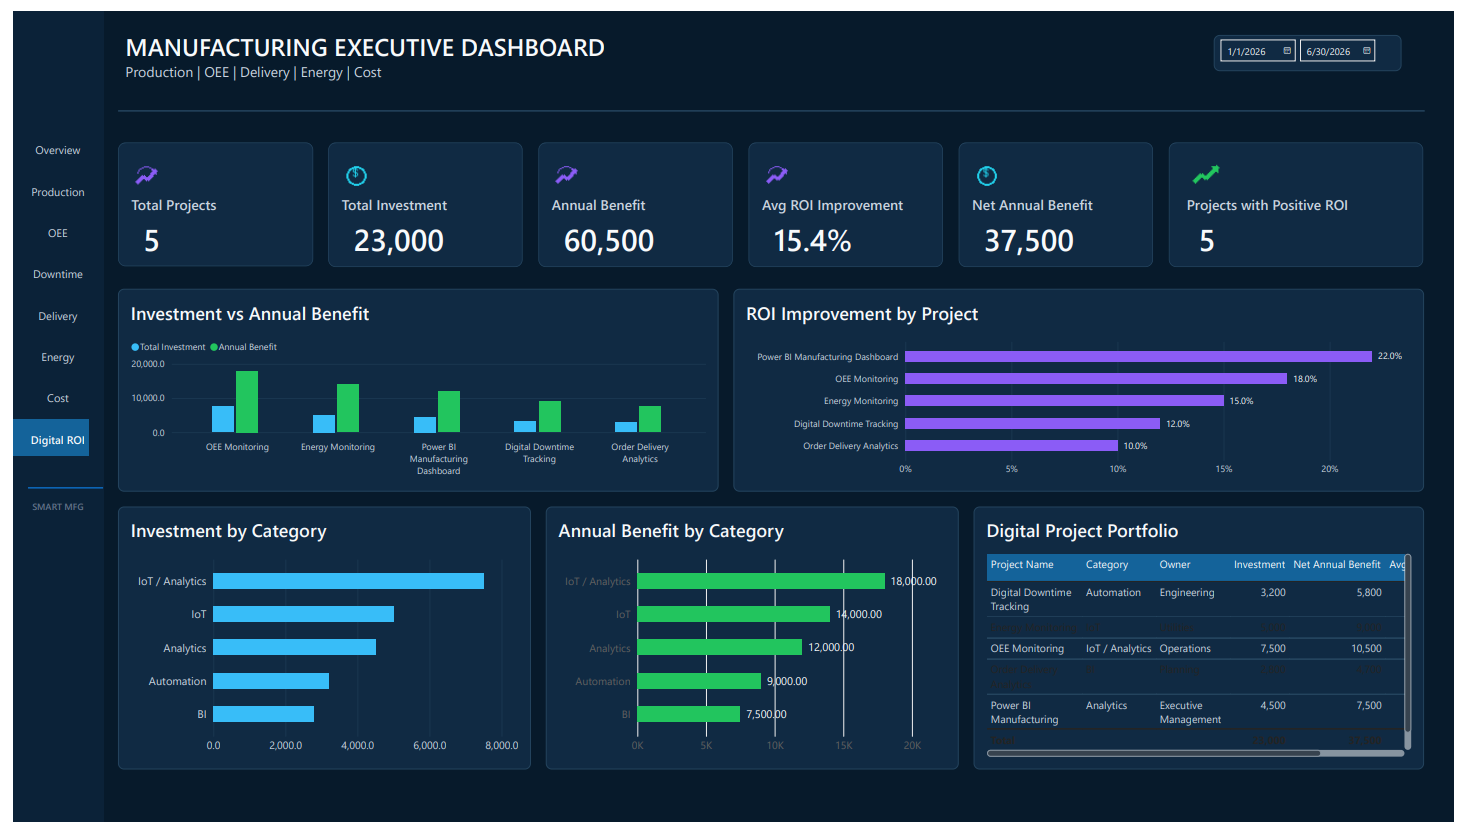 MANUFACTURING EXECUTIVE DASHBOARD
Production | OEE | Delivery | Energy | Cost
1/1/2026
6/30/2026
Overview
Production
OEE
Downtime
Delivery
Energy
Cost
Digital ROI
SMART MFG
Total Projects
5
Total Investment
23,000
Annual Benefit
60,500
Avg ROI Improvement
15.4%
Net Annual Benefit
37,500
Projects with Positive ROI
5
Investment vs Annual Benefit
Total Investment Annual Benefit
20,000.0
10,000.0
0.0
OEE Monitoring
Energy Monitoring
Power BI
Manufacturing
Dashboard
Digital Downtime
Tracking
Order Delivery
Analytics
ROI Improvement by Project
Power BI Manufacturing Dashboard 22.0%
OEE Monitoring 18.0%
Energy Monitoring 15.0%
Digital Downtime Tracking 12.0%
Order Delivery Analytics 10.0%
0% 5% 10% 15% 20%
Investment by Category
IoT / Analytics
IoT
Analytics
Automation
BI
0.0 2,000.0 4,000.0 6,000.0 8,000.0
Annual Benefit by Category
IoT / Analytics 18,000.00
IoT 14,000.00
Analytics 12,000.00
Automation 9,000.00
BI 7,500.00
0K 5K 10K 15K 20K
Digital Project Portfolio
Project Name Category Owner Investment Net Annual Benefit Avg
Digital Downtime Automation Engineering 3,200 5,800
Tracking
OEE Monitoring IoT / Analytics Operations 7,500 10,500
Power BI Analytics Executive 4,500 7,500
Manufacturing Management